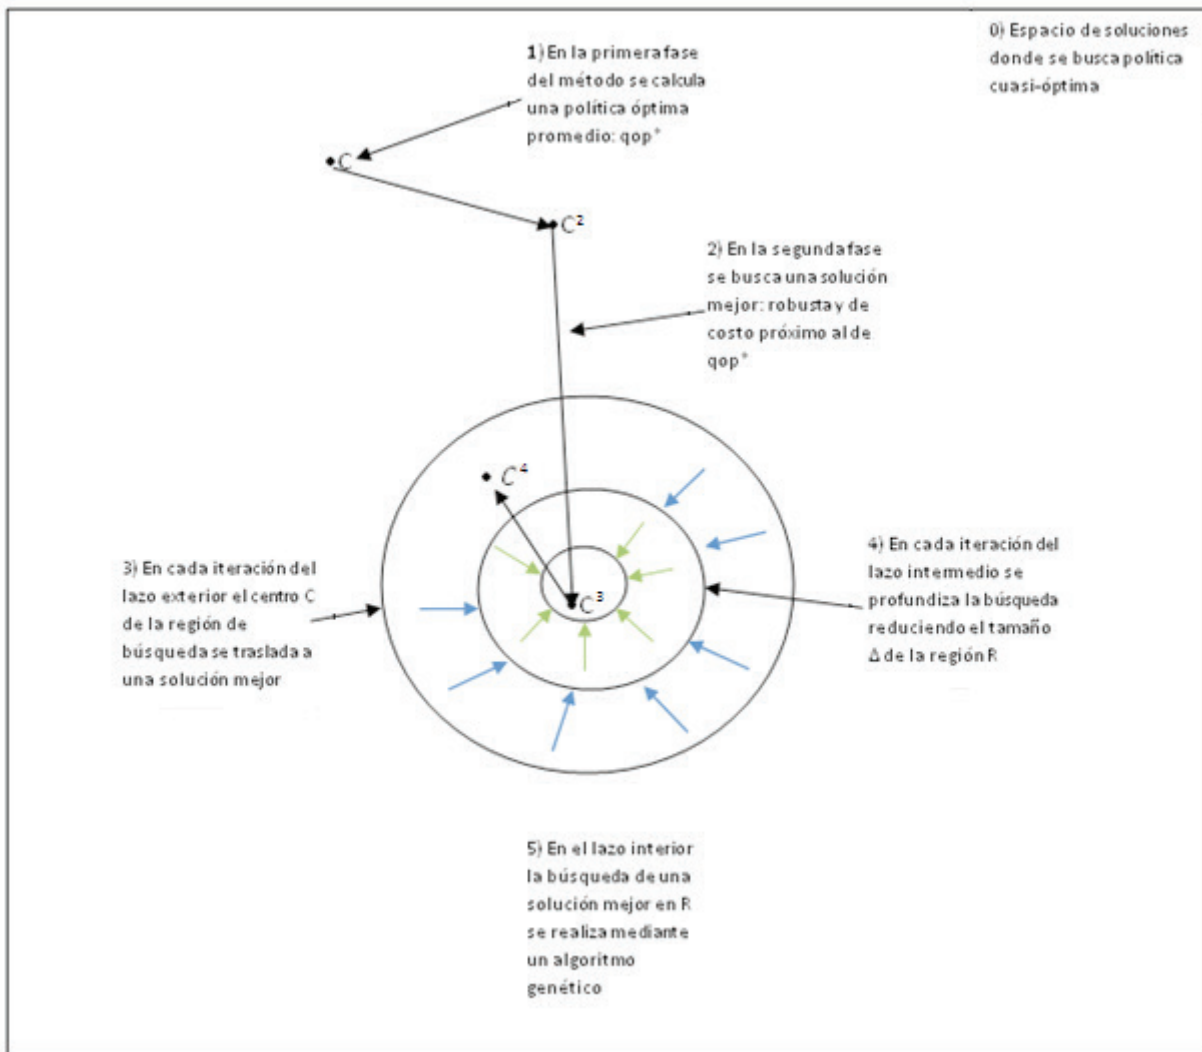 0) Espacio de soluciones
donde se busca política
cuasi-óptima
1) En la primera fase
del método se calcula
una política óptima
promedio: qop*
C
C²
2) En la segunda fase
se busca una solución
mejor: robusta y de
costo próximo al de
qop*
C⁴
C³
3) En cada iteración del
lazo exterior el centro C
de la región de
búsqueda se traslada a
una solución mejor
4) En cada iteración del
lazo intermedio se
profundiza la búsqueda
reduciendo el tamaño
Δ de la región R
5) En el lazo interior
la búsqueda de una
solución mejor en R
se realiza mediante
un algoritmo
genético